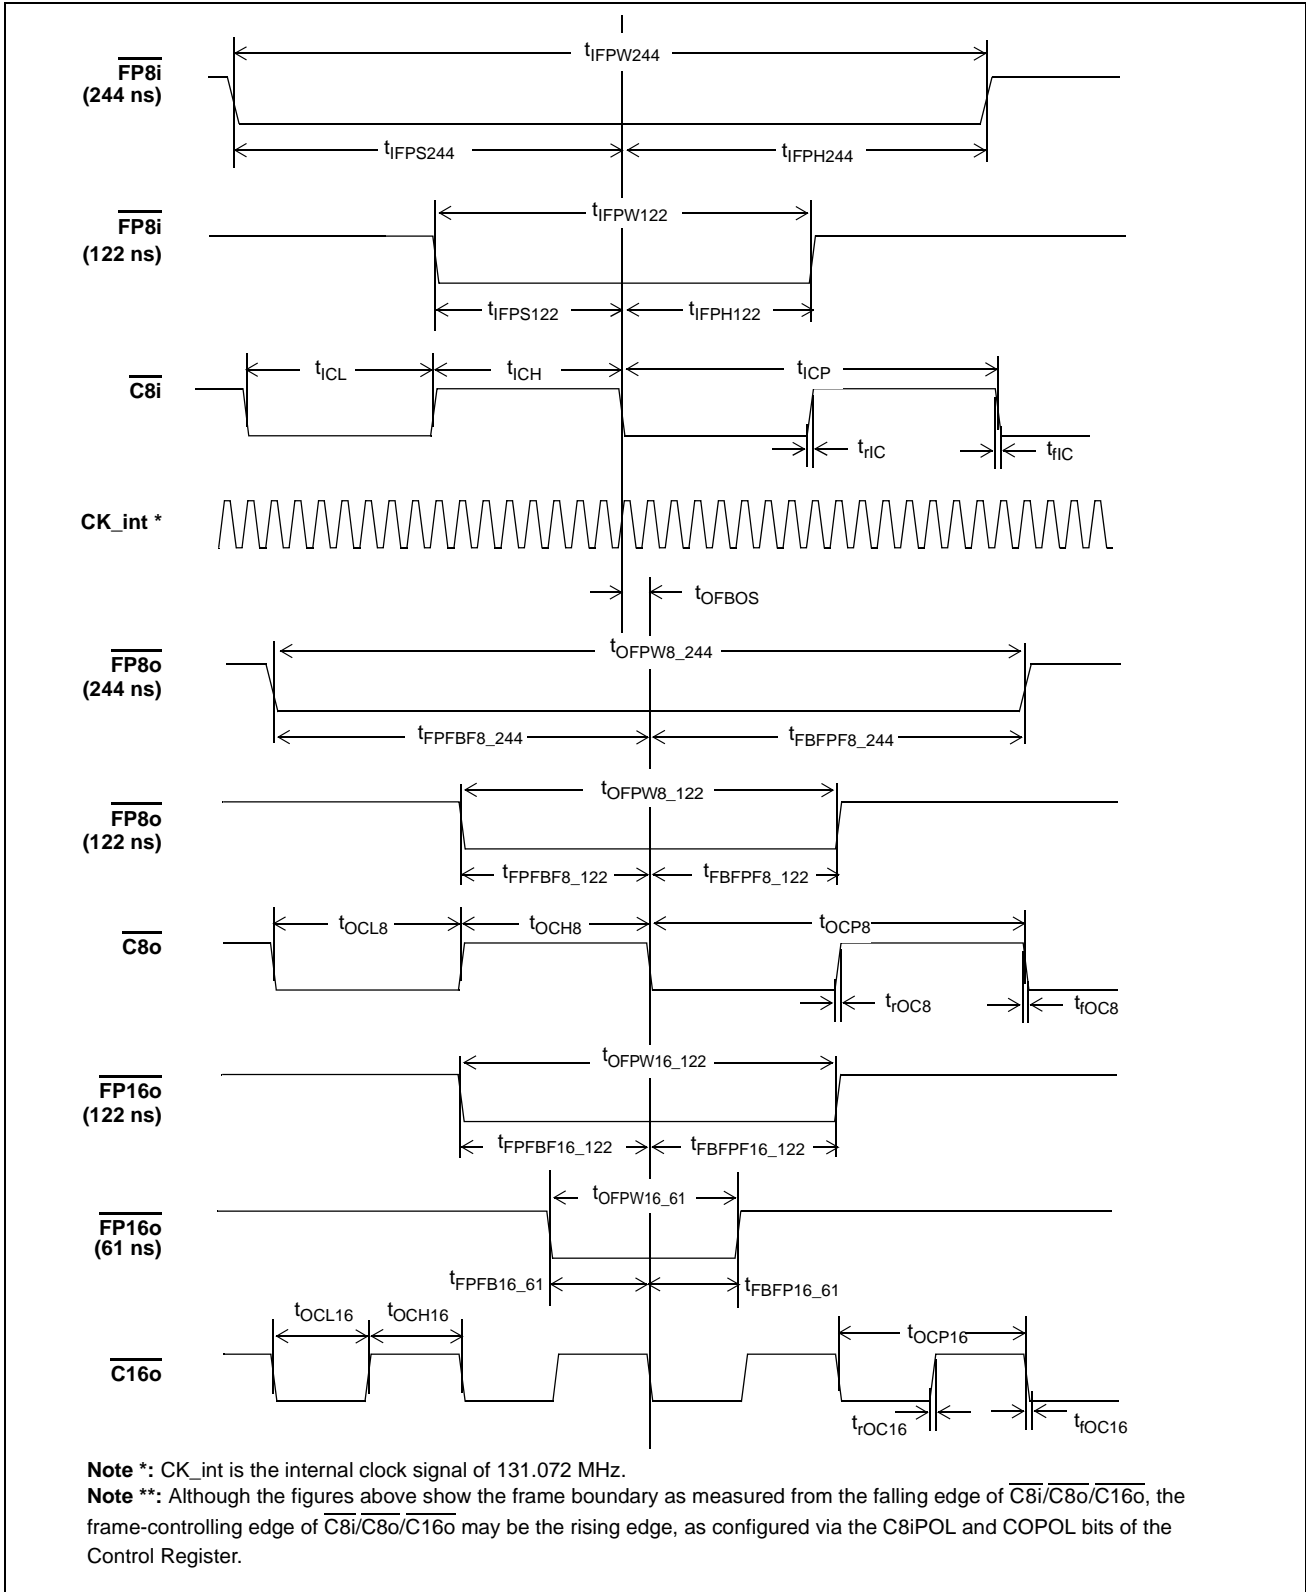 tIFPW244
FP8i
(244 ns)
tIFPS244
tIFPH244
tIFPW122
FP8i
(122 ns)
tIFPS122
tIFPH122
tICL
tICH
tICP
C8i
trIC
tfIC
CK_int *
tOFBOS
tOFPW8_244
FP8o
(244 ns)
tFPFBF8_244
tFBFPF8_244
tOFPW8_122
FP8o
(122 ns)
tFPFBF8_122
tFBFPF8_122
tOCL8
tOCH8
tOCP8
C8o
trOC8
tfOC8
tOFPW16_122
FP16o
(122 ns)
tFPFBF16_122
tFBFPF16_122
tOFPW16_61
FP16o
(61 ns)
tFPFB16_61
tFBFP16_61
tOCL16
tOCH16
tOCP16
C16o
trOC16
tfOC16
Note *: CK_int is the internal clock signal of 131.072 MHz.
Note **: Although the figures above show the frame boundary as measured from the falling edge of C8i/C8o/C16o, the
frame-controlling edge of C8i/C8o/C16o may be the rising edge, as configured via the C8iPOL and COPOL bits of the
Control Register.